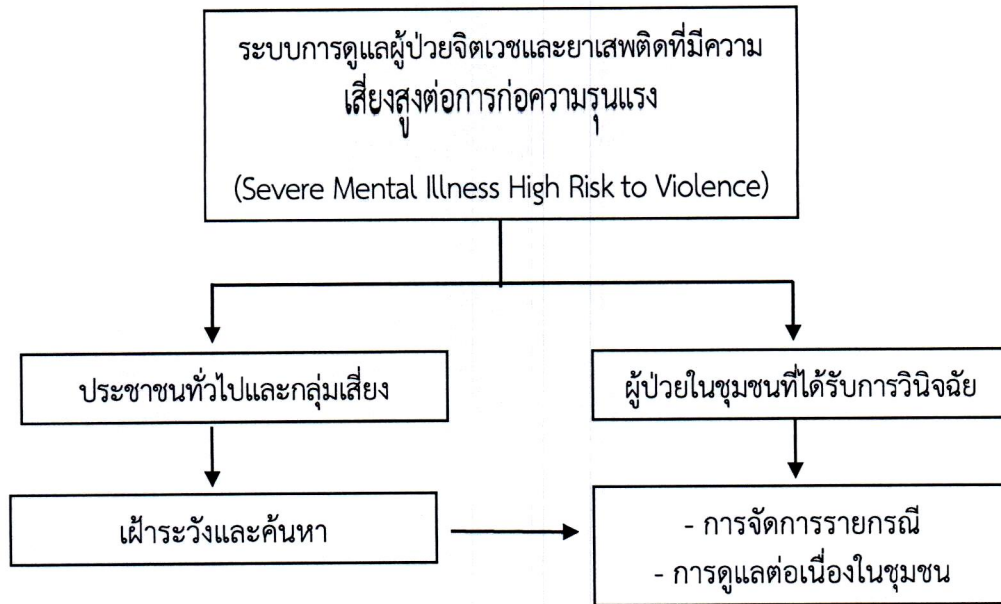 ระบบการดูแลผู้ป่วยจิตเวชและยาเสพติดที่มีความ
เสี่ยงสูงต่อการก่อความรุนแรง
(Severe Mental Illness High Risk to Violence)
ประชาชนทั่วไปและกลุ่มเสี่ยง
ผู้ป่วยในชุมชนที่ได้รับการวินิจฉัย
เฝ้าระวังและค้นหา
- การจัดการรายกรณี
- การดูแลต่อเนื่องในชุมชน